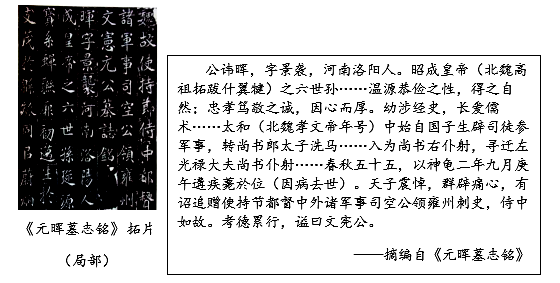 魏故使持節侍中都督
諸軍事司空公領雍州
文憲元公墓誌銘
暉字景襲河南洛陽人
成皇帝之六世孫
《元晖墓志铭》拓片
（局部）
公讳晖，字景袭，河南洛阳人。昭成皇帝（北魏高
祖拓跋什翼犍）之六世孙……温源恭俭之性，得之自
然；忠孝笃敬之诚，因心而厚。幼涉经史，长爱儒
术……太和（北魏孝文帝年号）中始自国子生辟司徒参
军事，转尚书郎太子洗马……入为尚书右仆射，寻迁左
光禄大夫尚书仆射……春秋五十五，以神龟二年九月庚
午遘疾薨於位（因病去世）。天子震悼，群辟痛心，有
诏追赠使持节都督中外诸军事司空公领雍州刺史，侍中
如故。考德累行，谥曰文宪公。
——摘编自《元晖墓志铭》